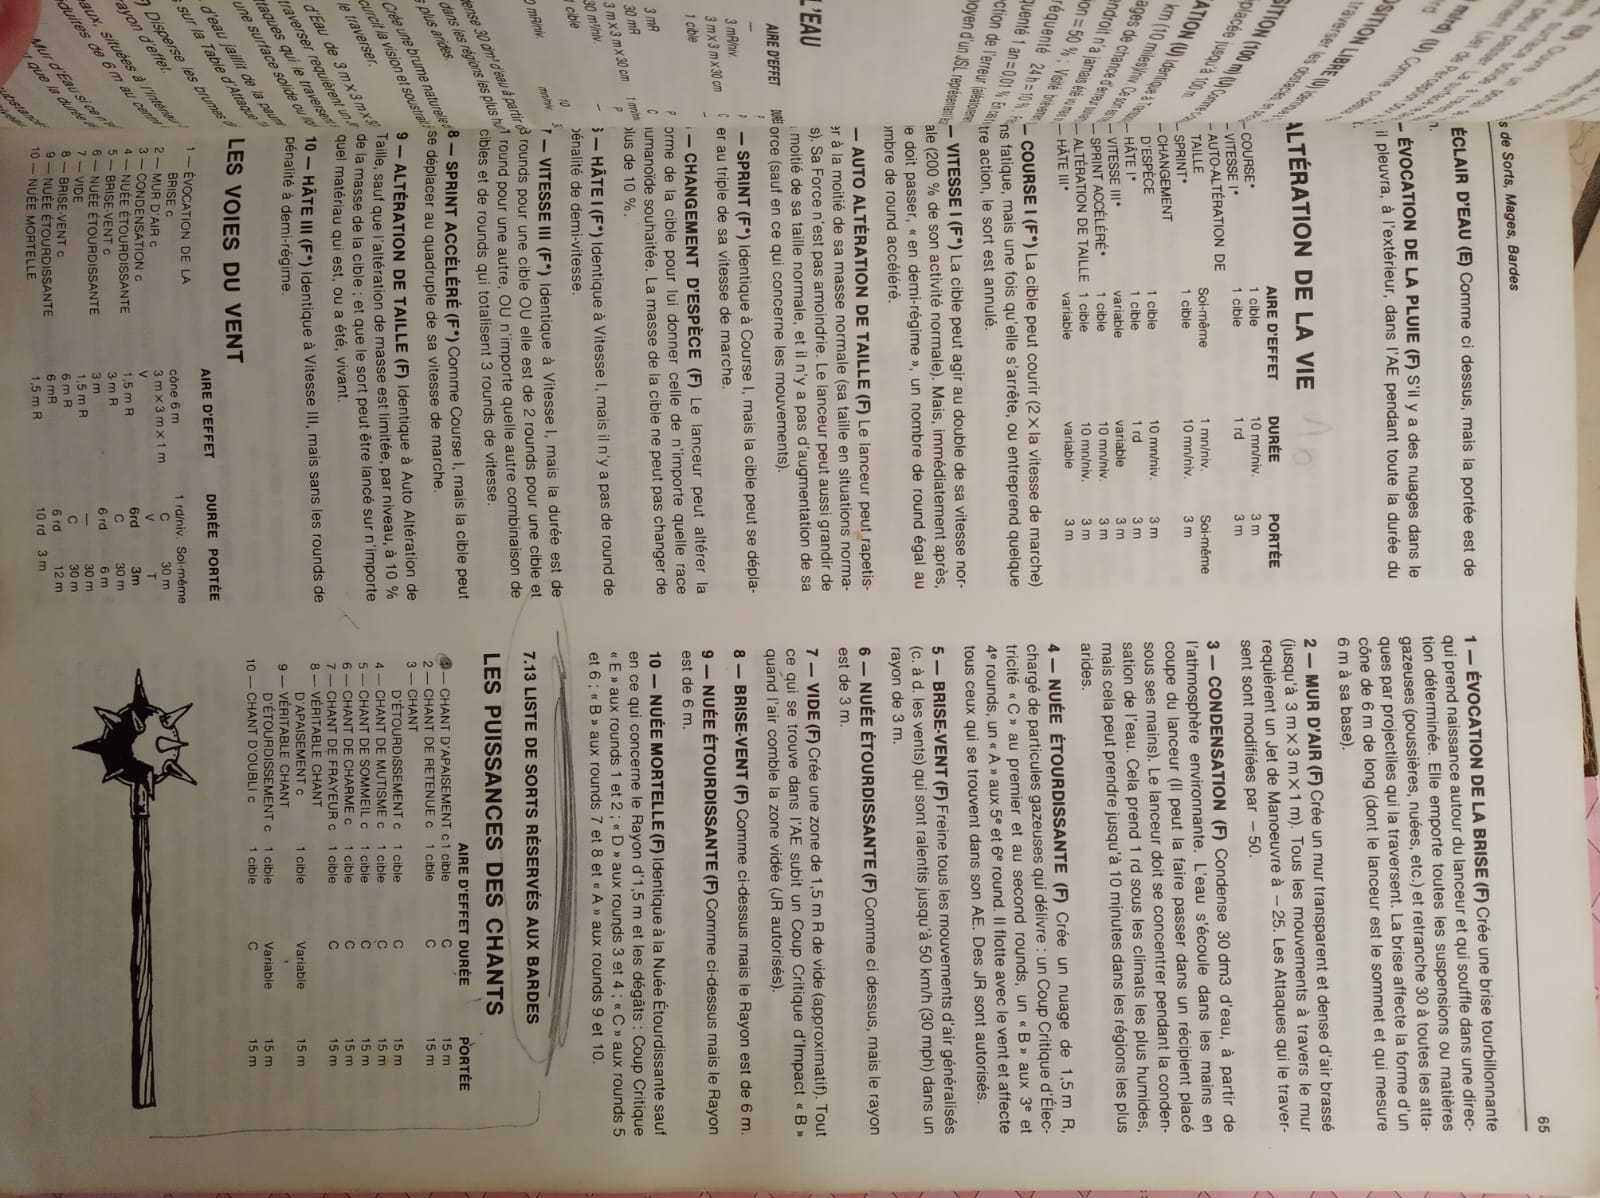 65
s de Sorts, Mages, Bardes
ÉCLAIR D'EAU (E) Comme ci dessus, mais la portée est de
ÉVOCATION DE LA PLUIE (F) S'il y a des nuages dans le
il pleuvra, à l'extérieur, dans l'AE pendant toute la durée du
ALTÉRATION DE LA VIE
AIRE D'EFFET DURÉE PORTÉE
— COURSE* 1 cible 10 mn/niv. 3 m
— VITESSE I* 1 cible 1 rd 3 m
— AUTO-ALTÉRATION DE
TAILLE Soi-même 1 mn/niv. Soi-même
— SPRINT* 1 cible 10 mn/niv. 3 m
— CHANGEMENT
D'ESPÈCE 1 cible 10 mn/niv. 3 m
— HÂTE I* 1 cible 1 rd 3 m
— VITESSE III* variable variable 3 m
— SPRINT ACCÉLÉRÉ* 1 cible 10 mn/niv. 3 m
— ALTÉRATION DE TAILLE 1 cible 10 mn/niv. 3 m
— HÂTE III* variable variable 3 m
— COURSE I (F*) La cible peut courir (2 × la vitesse de marche)
ns fatique, mais une fois qu'elle s'arrête, ou entreprend quelque
tre action, le sort est annulé.
— VITESSE I (F*) La cible peut agir au double de sa vitesse nor-
ale (200 % de son activité normale). Mais, immédiatement après,
le doit passer, « en demi-régime », un nombre de round égal au
ombre de round accéléré.
— AUTO ALTÉRATION DE TAILLE (F) Le lanceur peut rapetis-
er à la moitié de sa masse normale (sa taille en situations norma-
s). Sa Force n'est pas amoindrie. Le lanceur peut aussi grandir de
moitié de sa taille normale, et il n'y a pas d'augmentation de sa
orce (sauf en ce qui concerne les mouvements).
— SPRINT (F*) Identique à Course I, mais la cible peut se dépla-
er au triple de sa vitesse de marche.
— CHANGEMENT D'ESPÈCE (F) Le lanceur peut altérer la
orme de la cible pour lui donner celle de n'importe quelle race
umanoïde souhaitée. La masse de la cible ne peut pas changer de
plus de 10 %.
6 — HÂTE I (F*) Identique à Vitesse I, mais il n'y a pas de round de
pénalité de demi-vitesse.
7 — VITESSE III (F*) Identique à Vitesse I, mais la durée est de
3 rounds pour une cible OU elle est de 2 rounds pour une cible et
1 round pour une autre, OU n'importe quelle autre combinaison de
cibles et de rounds qui totalisent 3 rounds de vitesse.
8 — SPRINT ACCÉLÉRÉ (F*) Comme Course I, mais la cible peut
se déplacer au quadruple de sa vitesse de marche.
9 — ALTÉRATION DE TAILLE (F) Identique à Auto Altération de
Taille, sauf que l'altération de masse est limitée, par niveau, à 10 %
de la masse de la cible ; et que le sort peut être lancé sur n'importe
quel matériau qui est, ou a été, vivant.
10 — HÂTE III (F*) Identique à Vitesse III, mais sans les rounds de
pénalité à demi-régime.
LES VOIES DU VENT
AIRE D'EFFET DURÉE PORTÉE
1 — ÉVOCATION DE LA
BRISE c cône 6 m 1 rd/niv. Soi-même
2 — MUR D'AIR c 3 m × 3 m × 1 m C 30 m
3 — CONDENSATION c V V T
4 — NUÉE ÉTOURDISSANTE 1,5 m R 6rd 3m
5 — BRISE-VENT c 3 m R C 30 m
6 — NUÉE ÉTOURDISSANTE 3 m 6 rd 6 m
7 — VIDE 1,5 m R — 30 m
8 — BRISE-VENT c 6 m R C 30 m
9 — NUÉE ÉTOURDISSANTE 6 mR 6 rd 12 m
10 — NUÉE MORTELLE 1,5 m R 10 rd 3 m
1 — ÉVOCATION DE LA BRISE (F) Crée une brise tourbillonnante
qui prend naissance autour du lanceur et qui souffle dans une direc-
tion déterminée. Elle emporte toutes les suspensions ou matières
gazeuses (poussières, nuées, etc.) et retranche 30 à toutes les atta-
ques par projectiles qui la traversent. La brise affecte la forme d'un
cône de 6 m de long (dont le lanceur est le sommet et qui mesure
6 m à sa base).
2 — MUR D'AIR (F) Crée un mur transparent et dense d'air brassé
(jusqu'à 3 m × 3 m × 1 m). Tous les mouvements à travers le mur
requièrent un Jet de Manoeuvre à — 25. Les Attaques qui le traver-
sent sont modifiées par — 50.
3 — CONDENSATION (F) Condense 30 dm3 d'eau, à partir de
l'athmosphère environnante. L'eau s'écoule dans les mains en
coupe du lanceur (Il peut la faire passer dans un récipient placé
sous ses mains). Le lanceur doit se concentrer pendant la conden-
sation de l'eau. Cela prend 1 rd sous les climats les plus humides,
mais cela peut prendre jusqu'à 10 minutes dans les régions les plus
arides.
4 — NUÉE ÉTOURDISSANTE (F) Crée un nuage de 1,5 m R,
chargé de particules gazeuses qui délivre : un Coup Critique d'Élec-
tricité « C » au premier et au second rounds, un « B » aux 3e et
4e rounds, un « A » aux 5e et 6e round. Il flotte avec le vent et affecte
tous ceux qui se trouvent dans son AE. Des JR sont autorisés.
5 — BRISE-VENT (F) Freine tous les mouvements d'air généralisés
(c. à d. les vents) qui sont ralentis jusqu'à 50 km/h (30 mph) dans un
rayon de 3 m.
6 — NUÉE ÉTOURDISSANTE (F) Comme ci dessus, mais le rayon
est de 3 m.
7 — VIDE (F) Crée une zone de 1,5 m R de vide (approximatif). Tout
ce qui se trouve dans l'AE subit un Coup Critique d'Impact « B »
quand l'air comble la zone vidée (JR autorisés).
8 — BRISE-VENT (F) Comme ci-dessus mais le Rayon est de 6 m.
9 — NUÉE ÉTOURDISSANTE (F) Comme ci-dessus mais le Rayon
est de 6 m.
10 — NUÉE MORTELLE (F) Identique à la Nuée Étourdissante sauf
en ce qui concerne le Rayon d'1,5 m et les dégâts : Coup Critique
« E » aux rounds 1 et 2 ; « D » aux rounds 3 et 4 ; « C » aux rounds 5
et 6 ; « B » aux rounds 7 et 8 et « A » aux rounds 9 et 10.
7.13 LISTE DE SORTS RÉSERVÉS AUX BARDES
LES PUISSANCES DES CHANTS
AIRE D'EFFET DURÉE PORTÉE
— CHANT D'APAISEMENT c 1 cible C 15 m
2 — CHANT DE RETENUE c 1 cible C 15 m
3 — CHANT
D'ÉTOURDISSEMENT c 1 cible C 15 m
4 — CHANT DE MUTISME c 1 cible C 15 m
5 — CHANT DE SOMMEIL c 1 cible C 15 m
6 — CHANT DE CHARME c 1 cible C 15 m
7 — CHANT DE FRAYEUR c 1 cible C 15 m
8 — VÉRITABLE CHANT
D'APAISEMENT c 1 cible Variable 15 m
9 — VÉRITABLE CHANT
D'ÉTOURDISSEMENT c 1 cible Variable 15 m
10 — CHANT D'OUBLI c 1 cible C 15 m